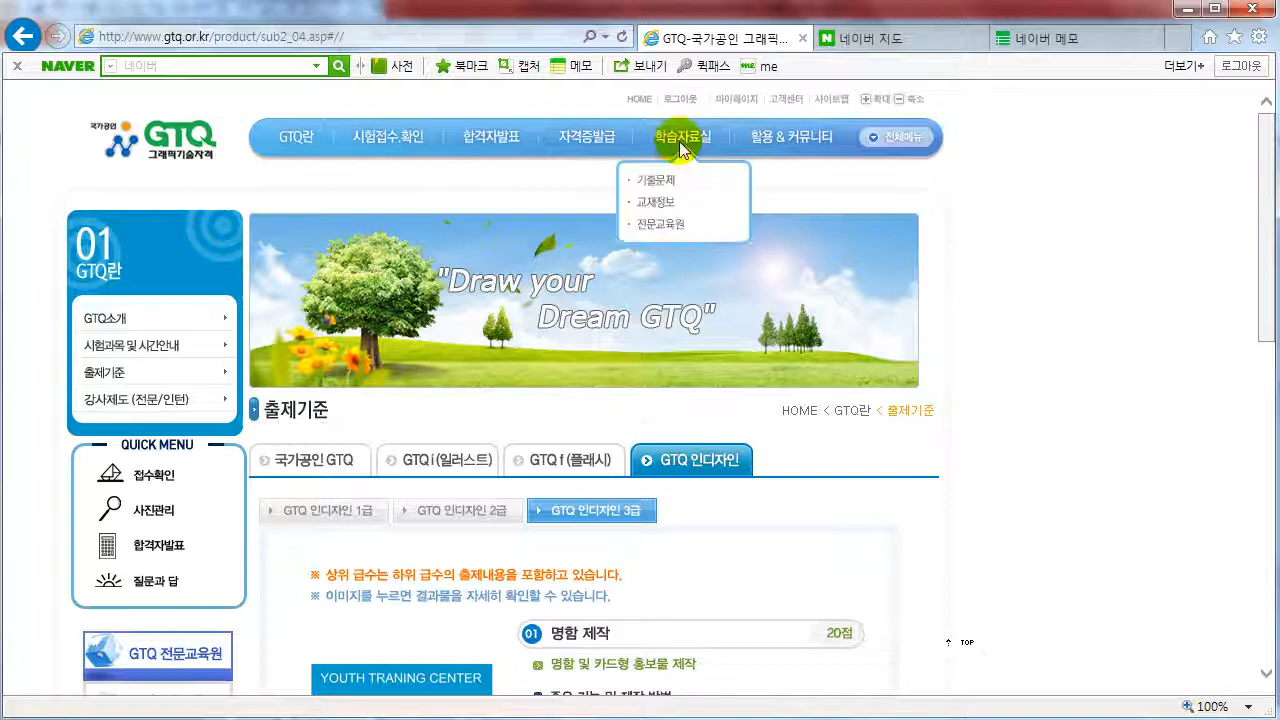 http://www.gtq.or.kr/product/sub2_04.asp#//
GTQ-국가공인 그래픽...
네이버 지도
네이버 메모
NAVER
네이버
사전
북마크
캡처
메모
보내기
퀵패스
me
더보기+
로그아웃
HOME
로그아웃
마이페이지
고객센터
사이트맵
확대
축소
국가공인
GTQ
그래픽기술자격
GTQ란
시험접수.확인
합격자발표
자격증발급
학습자료실
활용 & 커뮤니티
전체메뉴
· 기출문제
· 교재정보
· 전문교육원
01
GTQ란
GTQ소개
시험과목 및 시간안내
출제기준
강사제도 (전문/인턴)
"Draw your
Dream GTQ"
출제기준
HOME < GTQ란 < 출제기준
QUICK MENU
접수확인
사진관리
합격자발표
질문과 답
GTQ 전문교육원
국가공인 GTQ
GTQ i (일러스트)
GTQ f (플래시)
GTQ 인디자인
GTQ 인디자인 1급
GTQ 인디자인 2급
GTQ 인디자인 3급
※ 상위 급수는 하위 급수의 출제내용을 포함하고 있습니다.
※ 이미지를 누르면 결과물을 자세히 확인할 수 있습니다.
01 명함 제작 20점
명함 및 카드형 홍보물 제작
YOUTH TRANING CENTER
TOP
100%